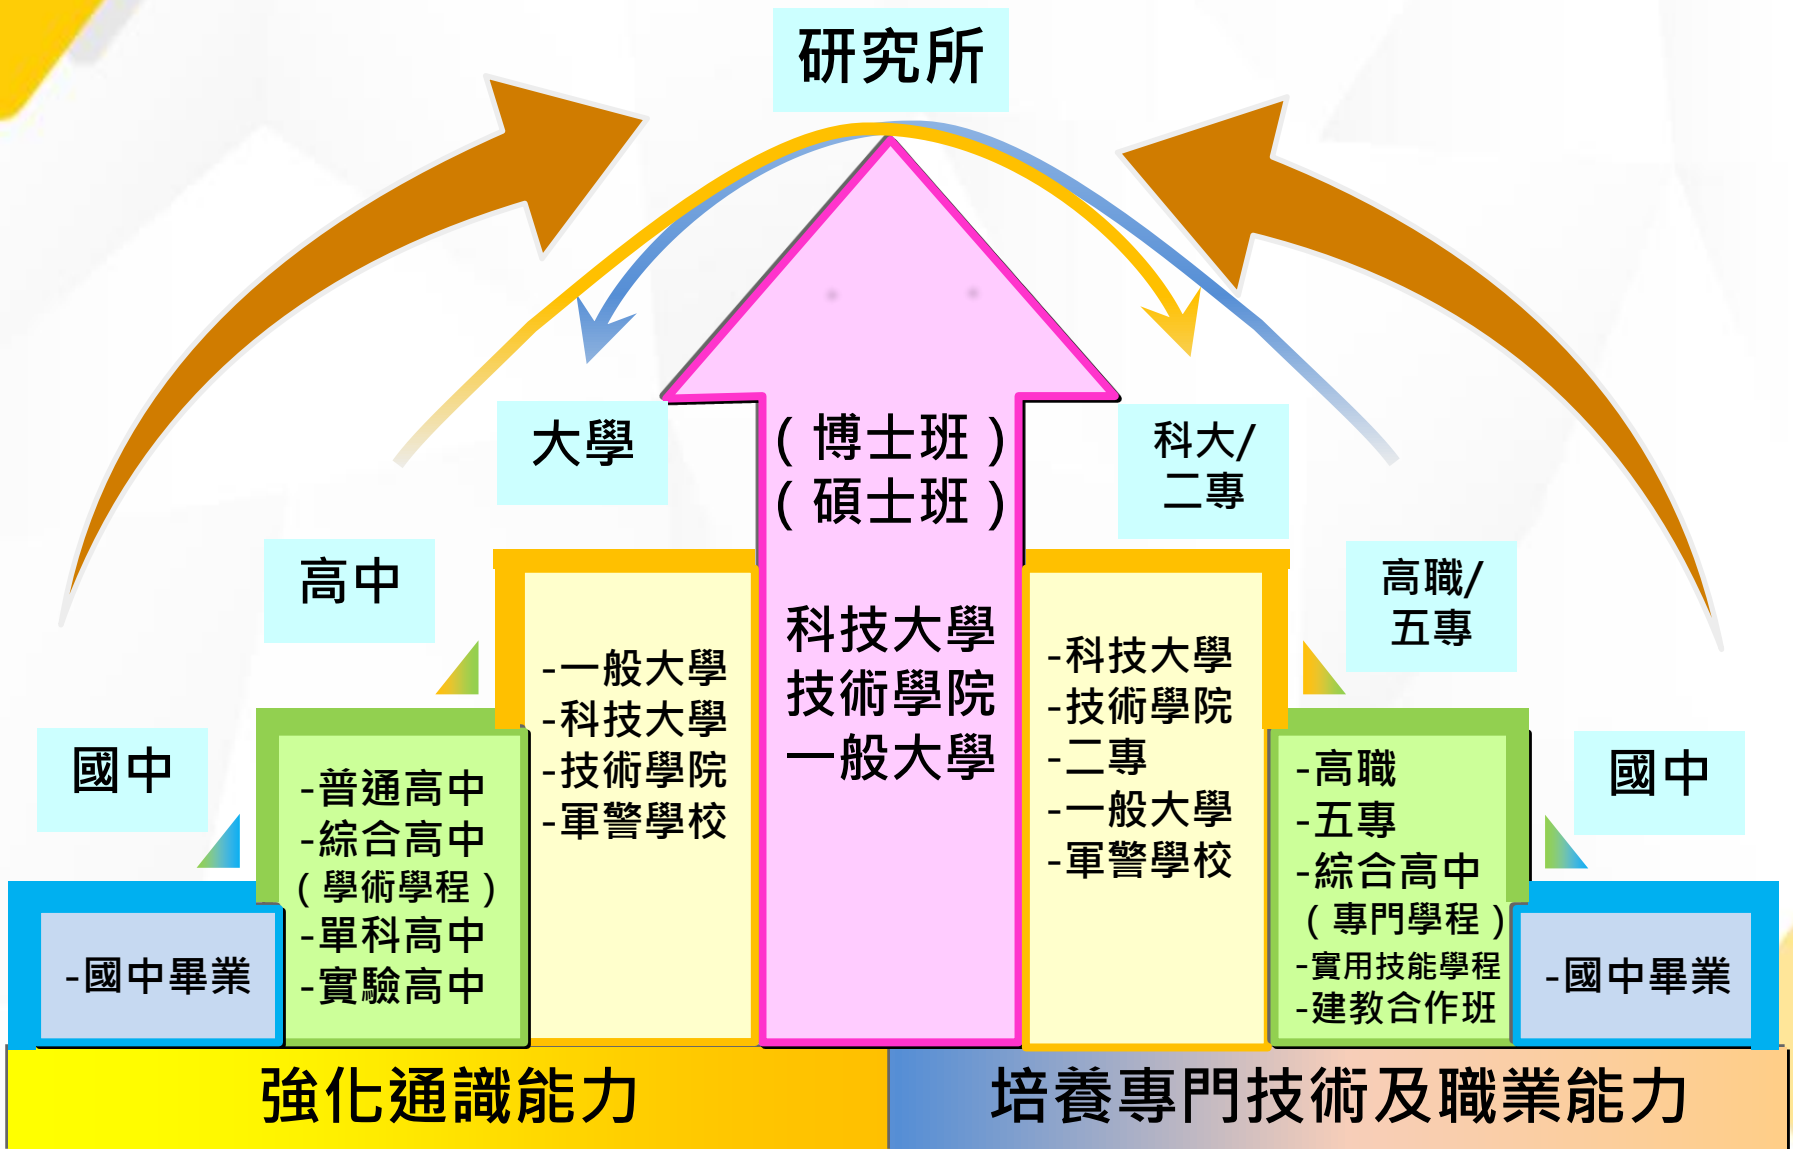 研究所
大學
(博士班)
(碩士班)
科大/
二專
高中
高職/
五專
國中
國中
-國中畢業
-普通高中
-綜合高中
(學術學程)
-單科高中
-實驗高中
-一般大學
-科技大學
-技術學院
-軍警學校
科技大學
技術學院
一般大學
-科技大學
-技術學院
-二專
-一般大學
-軍警學校
-高職
-五專
-綜合高中
(專門學程)
-實用技能學程
-建教合作班
-國中畢業
強化通識能力
培養專門技術及職業能力